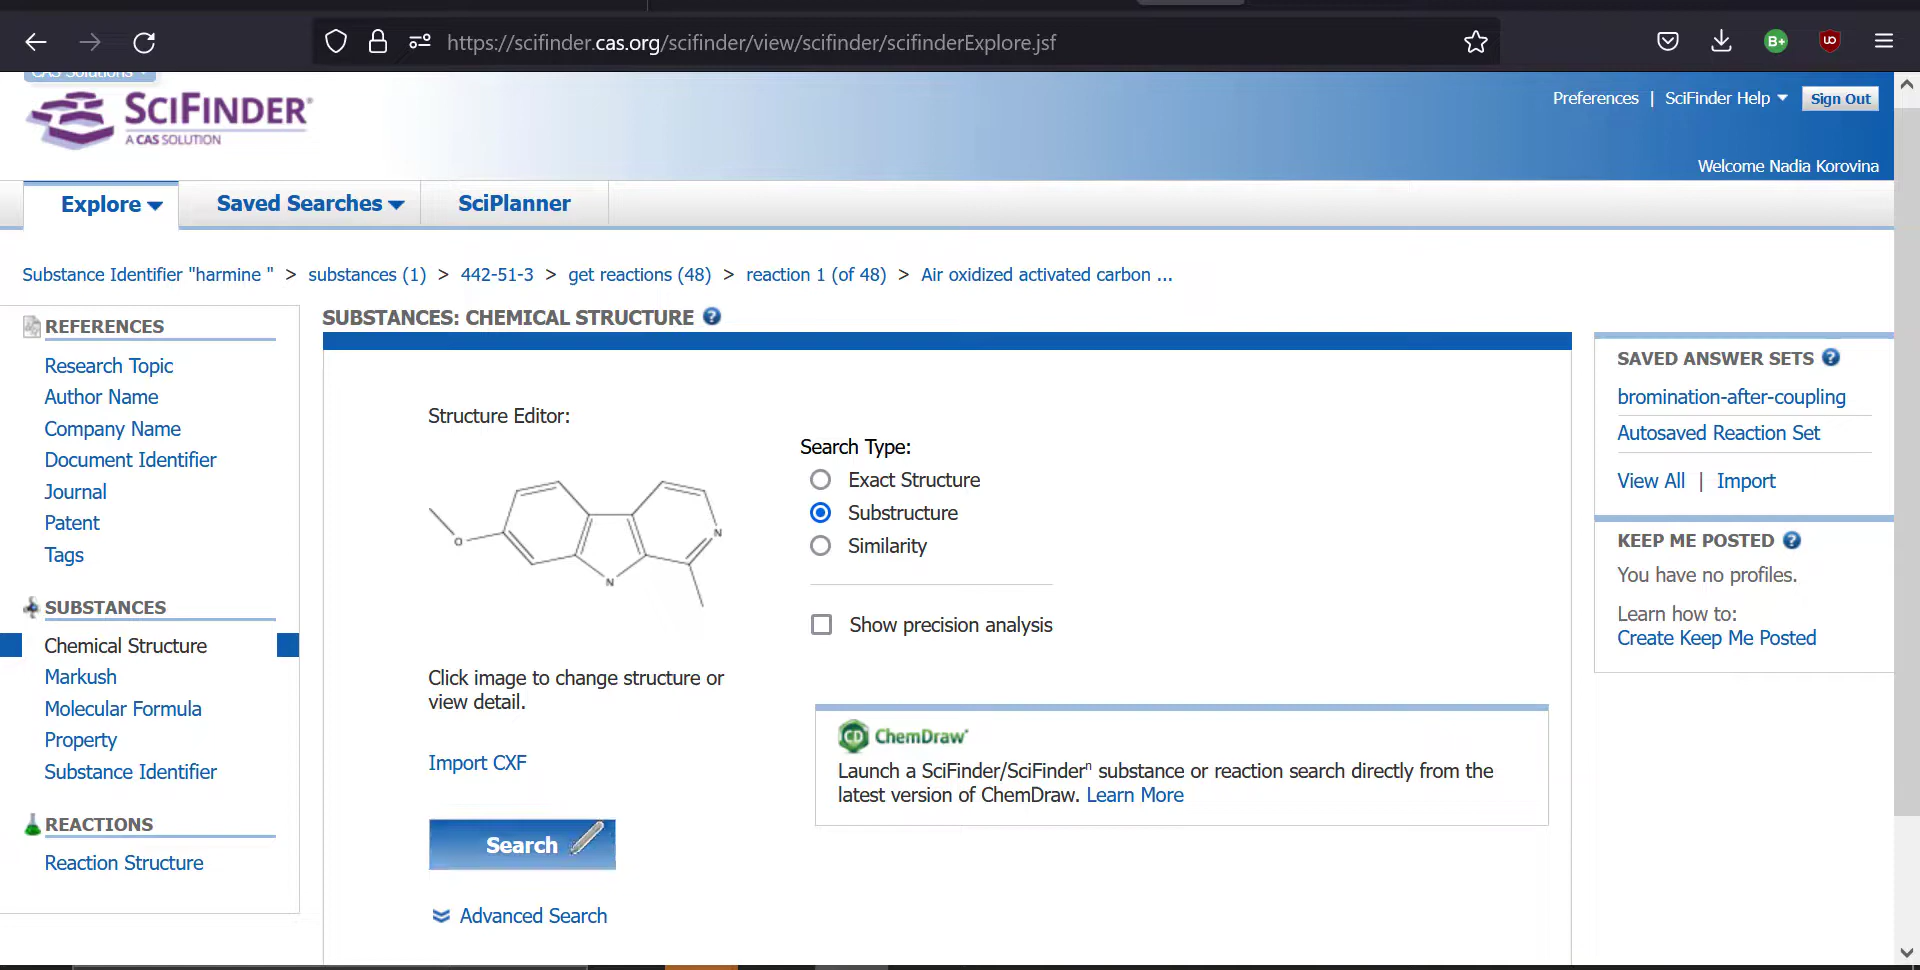 https://scifinder.cas.org/scifinder/view/scifinder/scifinderExplore.jsf
B+
UO
CAS Solutions
SCIFINDER®
A CAS SOLUTION
Preferences | SciFinder Help
Sign Out
Welcome Nadia Korovina
Explore
Saved Searches
SciPlanner
Substance Identifier "harmine " > substances (1) > 442-51-3 > get reactions (48) > reaction 1 (of 48) > Air oxidized activated carbon ...
REFERENCES
Research Topic
Author Name
Company Name
Document Identifier
Journal
Patent
Tags
SUBSTANCES
Chemical Structure
Markush
Molecular Formula
Property
Substance Identifier
REACTIONS
Reaction Structure
SUBSTANCES: CHEMICAL STRUCTURE ?
Structure Editor:
O
N
N
Click image to change structure or
view detail.
Import CXF
Search
Advanced Search
Search Type:
Exact Structure
Substructure
Similarity
Show precision analysis
CD ChemDraw®
Launch a SciFinder/SciFinderⁿ substance or reaction search directly from the
latest version of ChemDraw. Learn More
SAVED ANSWER SETS ?
bromination-after-coupling
Autosaved Reaction Set
View All | Import
KEEP ME POSTED ?
You have no profiles.
Learn how to:
Create Keep Me Posted